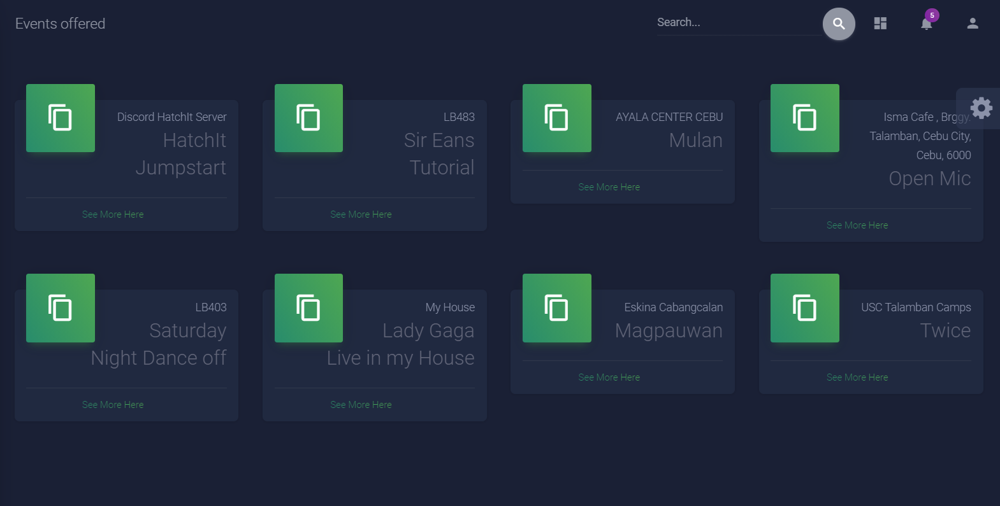 Events offered
Search...
5
Discord HatchIt Server
HatchIt
Jumpstart
See More Here
LB483
Sir Eans
Tutorial
See More Here
AYALA CENTER CEBU
Mulan
See More Here
Isma Cafe , Brggy.
Talamban, Cebu City,
Cebu, 6000
Open Mic
See More Here
LB403
Saturday
Night Dance off
See More Here
My House
Lady Gaga
Live in my House
See More Here
Eskina Cabangcalan
Magpauwan
See More Here
USC Talamban Camps
Twice
See More Here